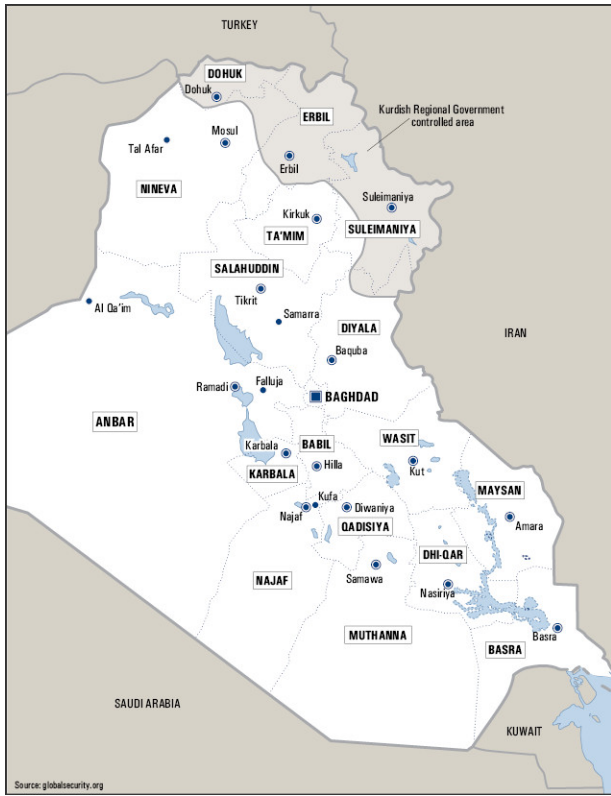 TURKEY
DOHUK
Dohuk
ERBIL
Kurdish Regional Government
controlled area
Mosul
Tal Afar
Erbil
NINEVA
Suleimaniya
Kirkuk
TA'MIM
SULEIMANIYA
SALAHUDDIN
Tikrit
Al Qa'im
Samarra
DIYALA
IRAN
Baquba
Ramadi
Falluja
BAGHDAD
ANBAR
WASIT
BABIL
Karbala
Hilla
Kut
KARBALA
MAYSAN
Kufa
Najaf
Diwaniya
Amara
QADISIYA
DHI-QAR
NAJAF
Samawa
Nasiriya
MUTHANNA
Basra
BASRA
SAUDI ARABIA
KUWAIT
Source: globalsecurity.org